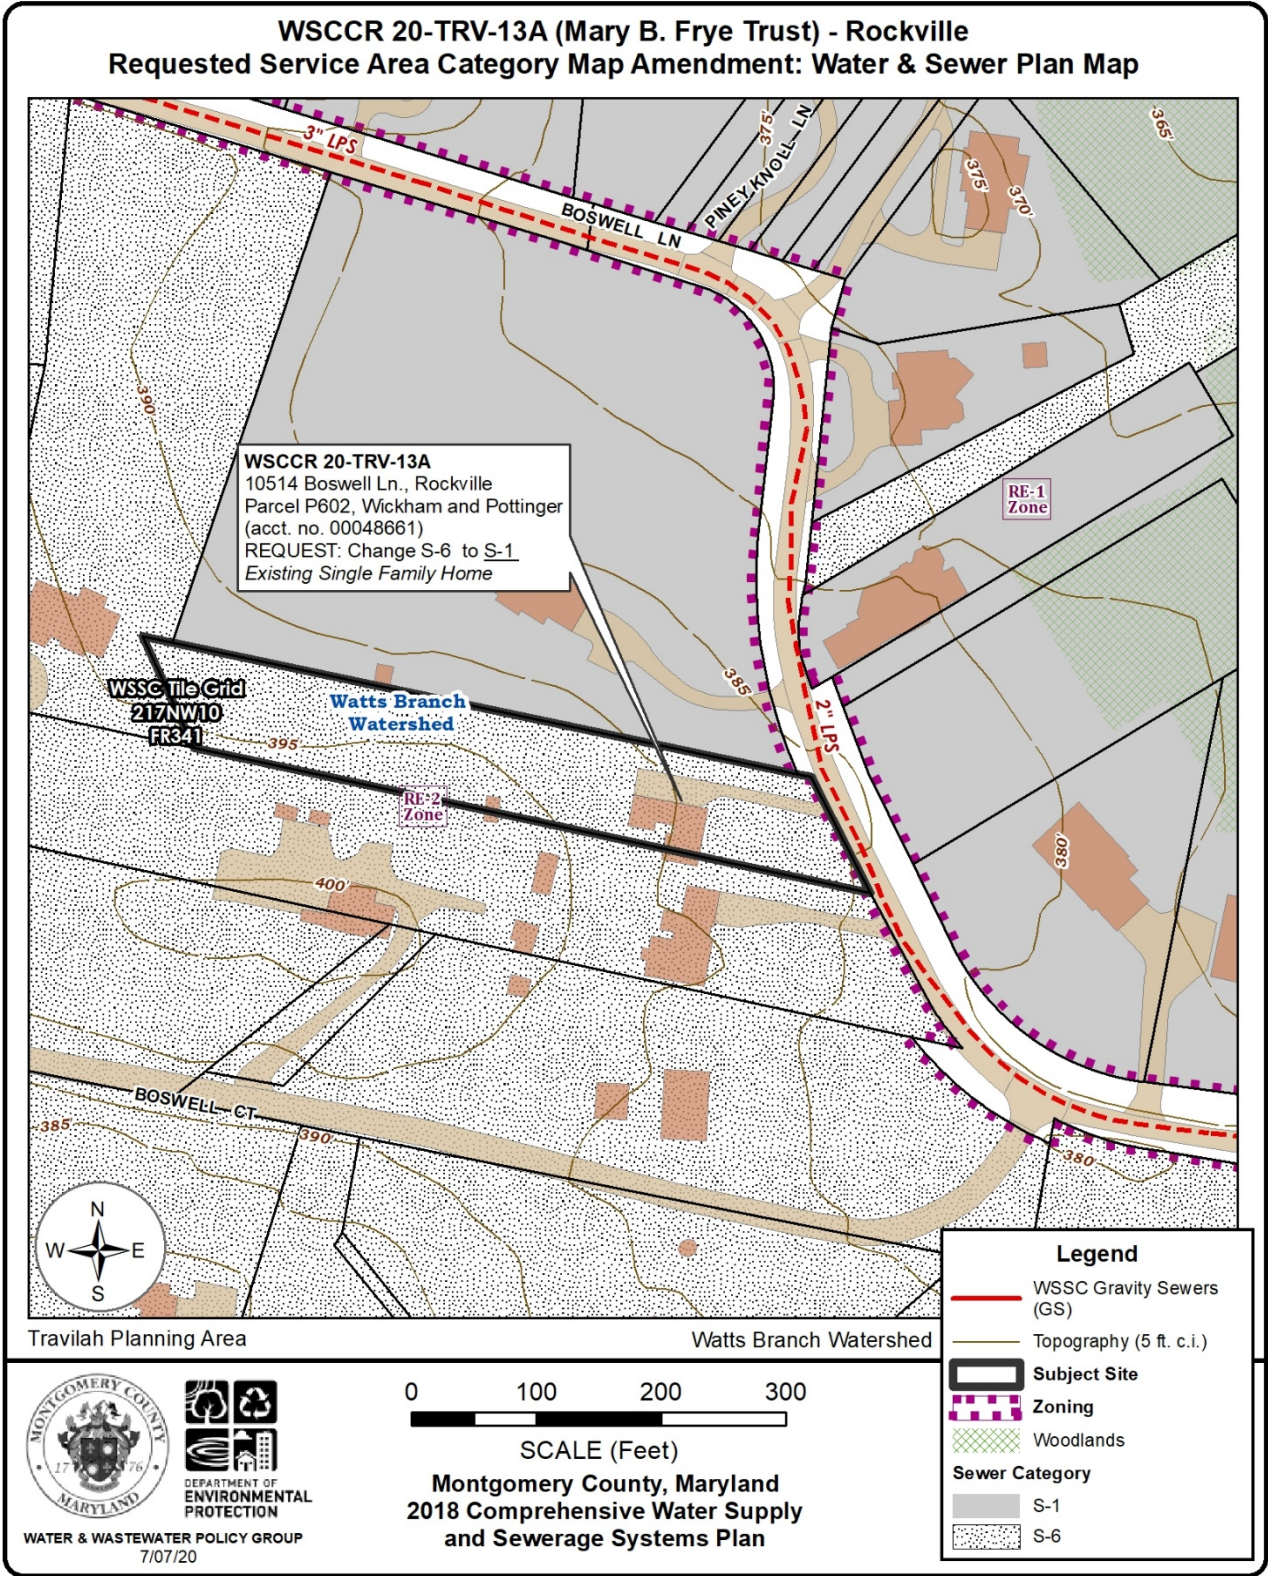 WSCCR 20-TRV-13A (Mary B. Frye Trust) - Rockville
Requested Service Area Category Map Amendment: Water & Sewer Plan Map
3" LPS
BOSWELL LN
PINEY KNOLL LN
375'
375'
370'
365'
390
WSCCR 20-TRV-13A
10514 Boswell Ln., Rockville
Parcel P602, Wickham and Pottinger
(acct. no. 00048661)
REQUEST: Change S-6 to S-1
Existing Single Family Home
RE-1
Zone
385
2" LPS
WSSC Tile Grid
217NW10
FR341
Watts Branch
Watershed
395
RE-2
Zone
400'
380'
BOSWELL CT
385
390
380
N
W
E
S
Travilah Planning Area
Watts Branch Watershed
Legend
WSSC Gravity Sewers
(GS)
Topography (5 ft. c.i.)
Subject Site
Zoning
Woodlands
Sewer Category
S-1
S-6
MONTGOMERY COUNTY
17 76
MARYLAND
DEPARTMENT OF
ENVIRONMENTAL
PROTECTION
WATER & WASTEWATER POLICY GROUP
7/07/20
0 100 200 300
SCALE (Feet)
Montgomery County, Maryland
2018 Comprehensive Water Supply
and Sewerage Systems Plan